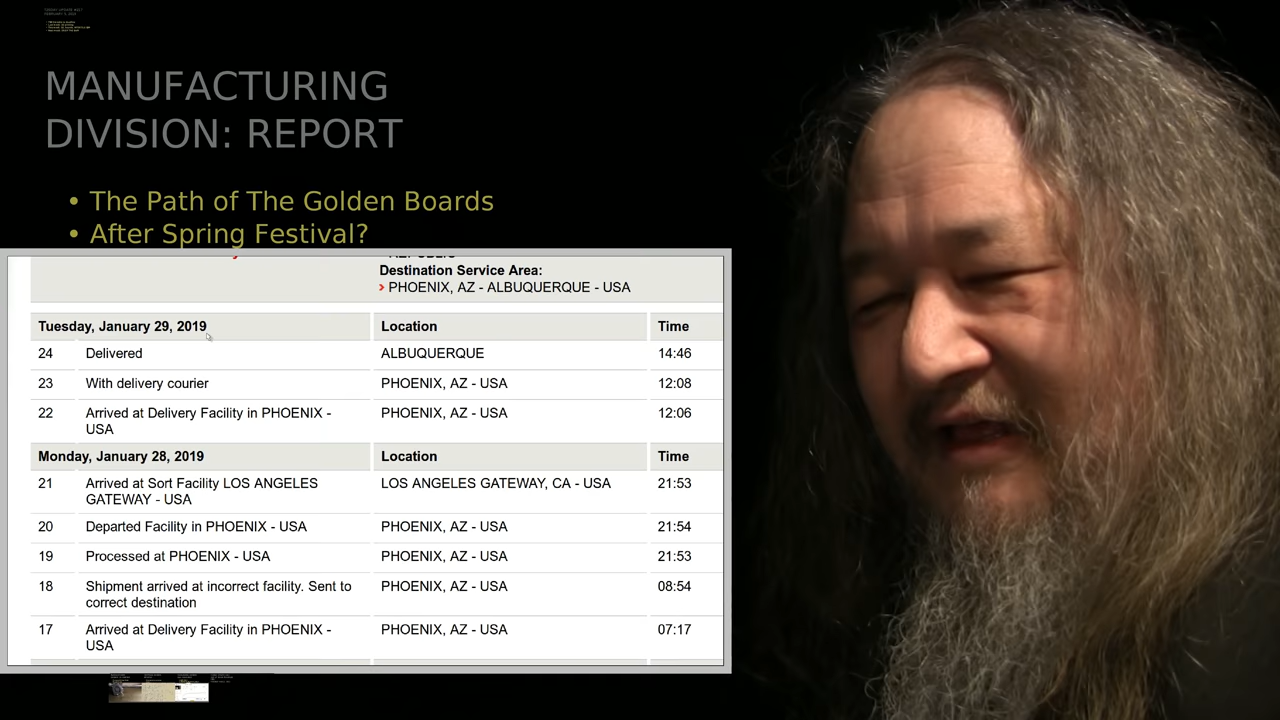 TUESDAY UPDATE #417
MANUFACTURING
DIVISION: REPORT
• The Path of The Golden Boards
• After Spring Festival?
Destination Service Area:
› PHOENIX, AZ - ALBUQUERQUE - USA
Tuesday, January 29, 2019 Location Time
24 Delivered ALBUQUERQUE 14:46
23 With delivery courier PHOENIX, AZ - USA 12:08
22 Arrived at Delivery Facility in PHOENIX - PHOENIX, AZ - USA 12:06
USA
Monday, January 28, 2019 Location Time
21 Arrived at Sort Facility LOS ANGELES LOS ANGELES GATEWAY, CA - USA 21:53
GATEWAY - USA
20 Departed Facility in PHOENIX - USA PHOENIX, AZ - USA 21:54
19 Processed at PHOENIX - USA PHOENIX, AZ - USA 21:53
18 Shipment arrived at incorrect facility. Sent to PHOENIX, AZ - USA 08:54
correct destination
17 Arrived at Delivery Facility in PHOENIX - PHOENIX, AZ - USA 07:17
USA